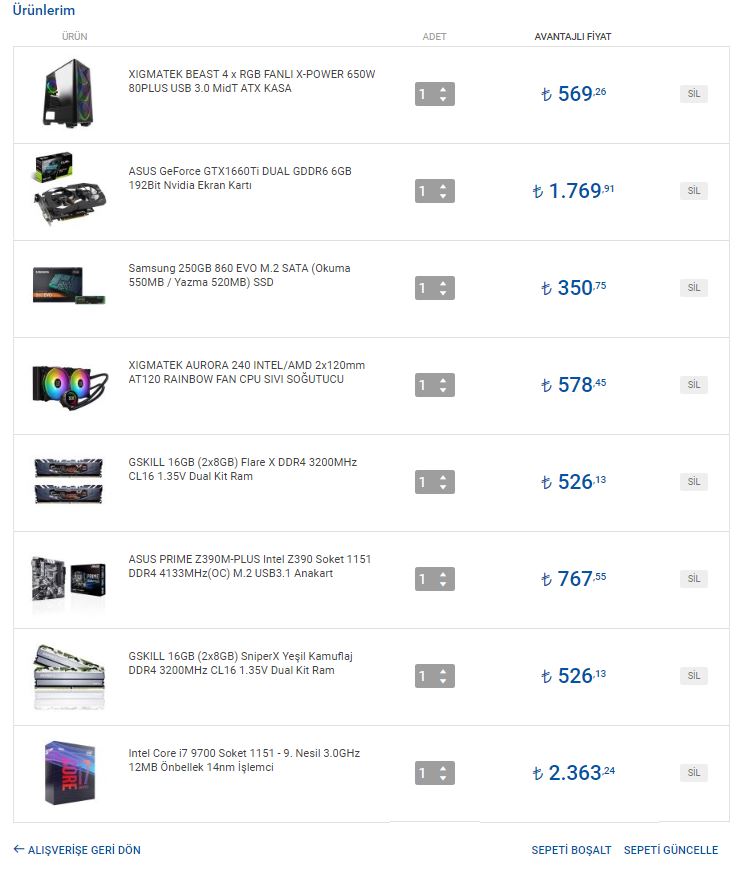 Ürünlerim
ÜRÜN ADET AVANTAJLI FİYAT
XIGMATEK BEAST 4 x RGB FANLI X-POWER 650W
80PLUS USB 3.0 MidT ATX KASA
1 ₺ 569,26 SİL
ASUS GeForce GTX1660Ti DUAL GDDR6 6GB
192Bit Nvidia Ekran Kartı
1 ₺ 1.769,91 SİL
Samsung 250GB 860 EVO M.2 SATA (Okuma
550MB / Yazma 520MB) SSD
1 ₺ 350,75 SİL
XIGMATEK AURORA 240 INTEL/AMD 2x120mm
AT120 RAINBOW FAN CPU SIVI SOĞUTUCU
1 ₺ 578,45 SİL
GSKILL 16GB (2x8GB) Flare X DDR4 3200MHz
CL16 1.35V Dual Kit Ram
1 ₺ 526,13 SİL
ASUS PRIME Z390M-PLUS Intel Z390 Soket 1151
DDR4 4133MHz(OC) M.2 USB3.1 Anakart
1 ₺ 767,55 SİL
GSKILL 16GB (2x8GB) SniperX Yeşil Kamuflaj
DDR4 3200MHz CL16 1.35V Dual Kit Ram
1 ₺ 526,13 SİL
Intel Core i7 9700 Soket 1151 - 9. Nesil 3.0GHz
12MB Önbellek 14nm İşlemci
1 ₺ 2.363,24 SİL
CORE
← ALIŞVERİŞE GERİ DÖN SEPETİ BOŞALT SEPETİ GÜNCELLE